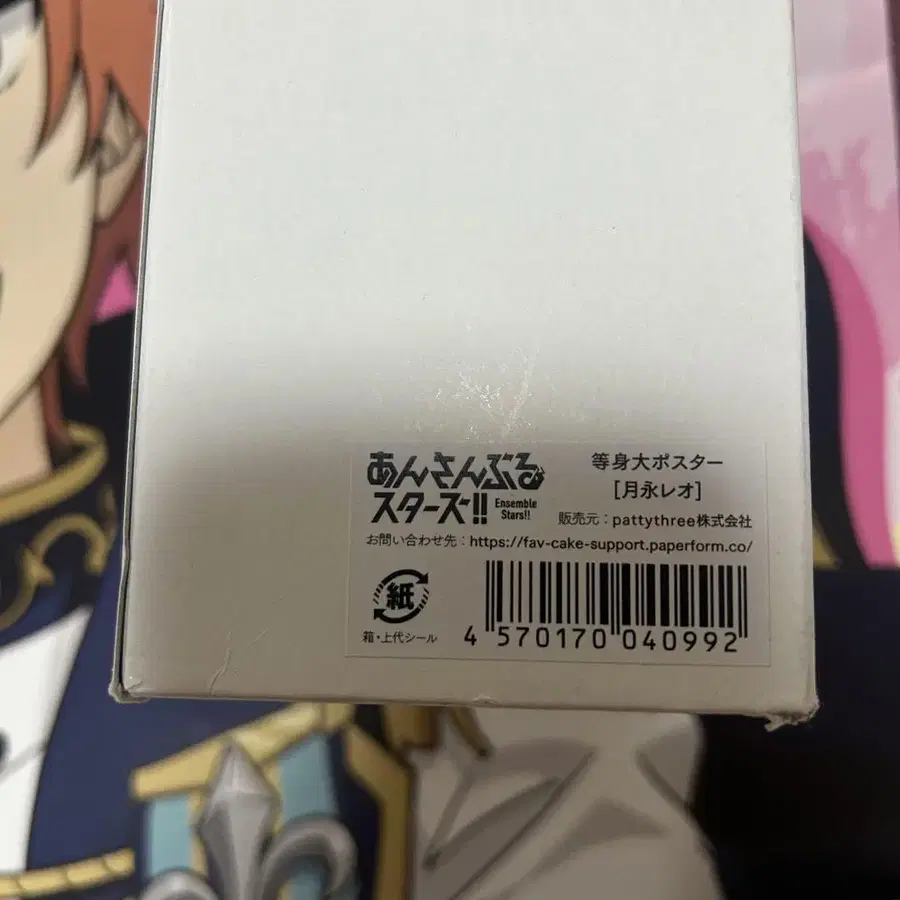 あんさんぶる
スターズ!!
Ensemble
Stars!!
等身大ポスター
[月永レオ]
販売元：pattythree株式会社
お問い合わせ先：https://fav-cake-support.paperform.co/
紙
箱・上代シール
4 570170 040992